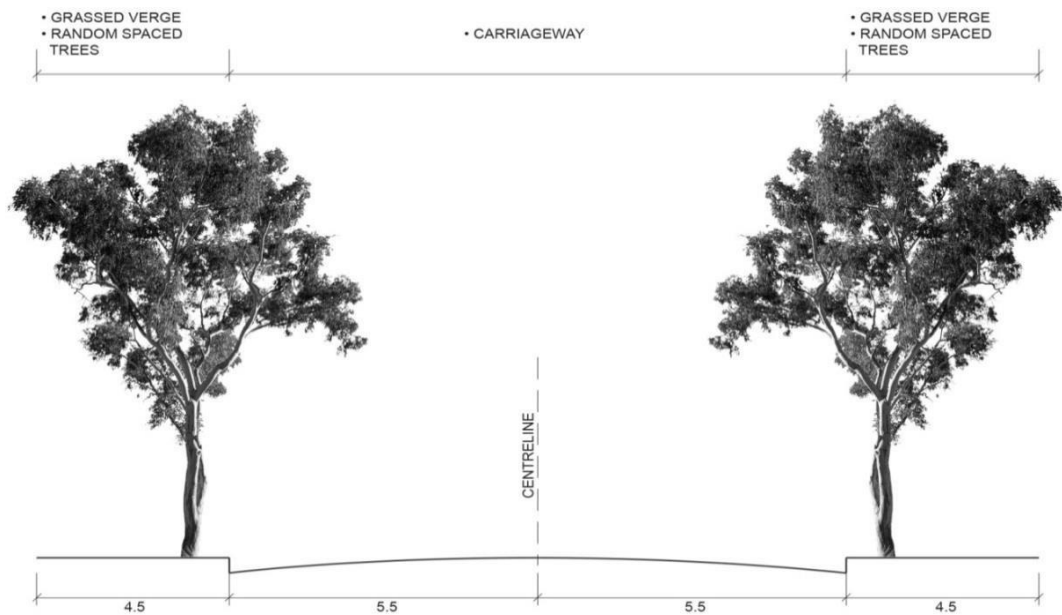 • GRASSED VERGE
• RANDOM SPACED
TREES
• CARRIAGEWAY
• GRASSED VERGE
• RANDOM SPACED
TREES
CENTRELINE
4.5
5.5
5.5
4.5